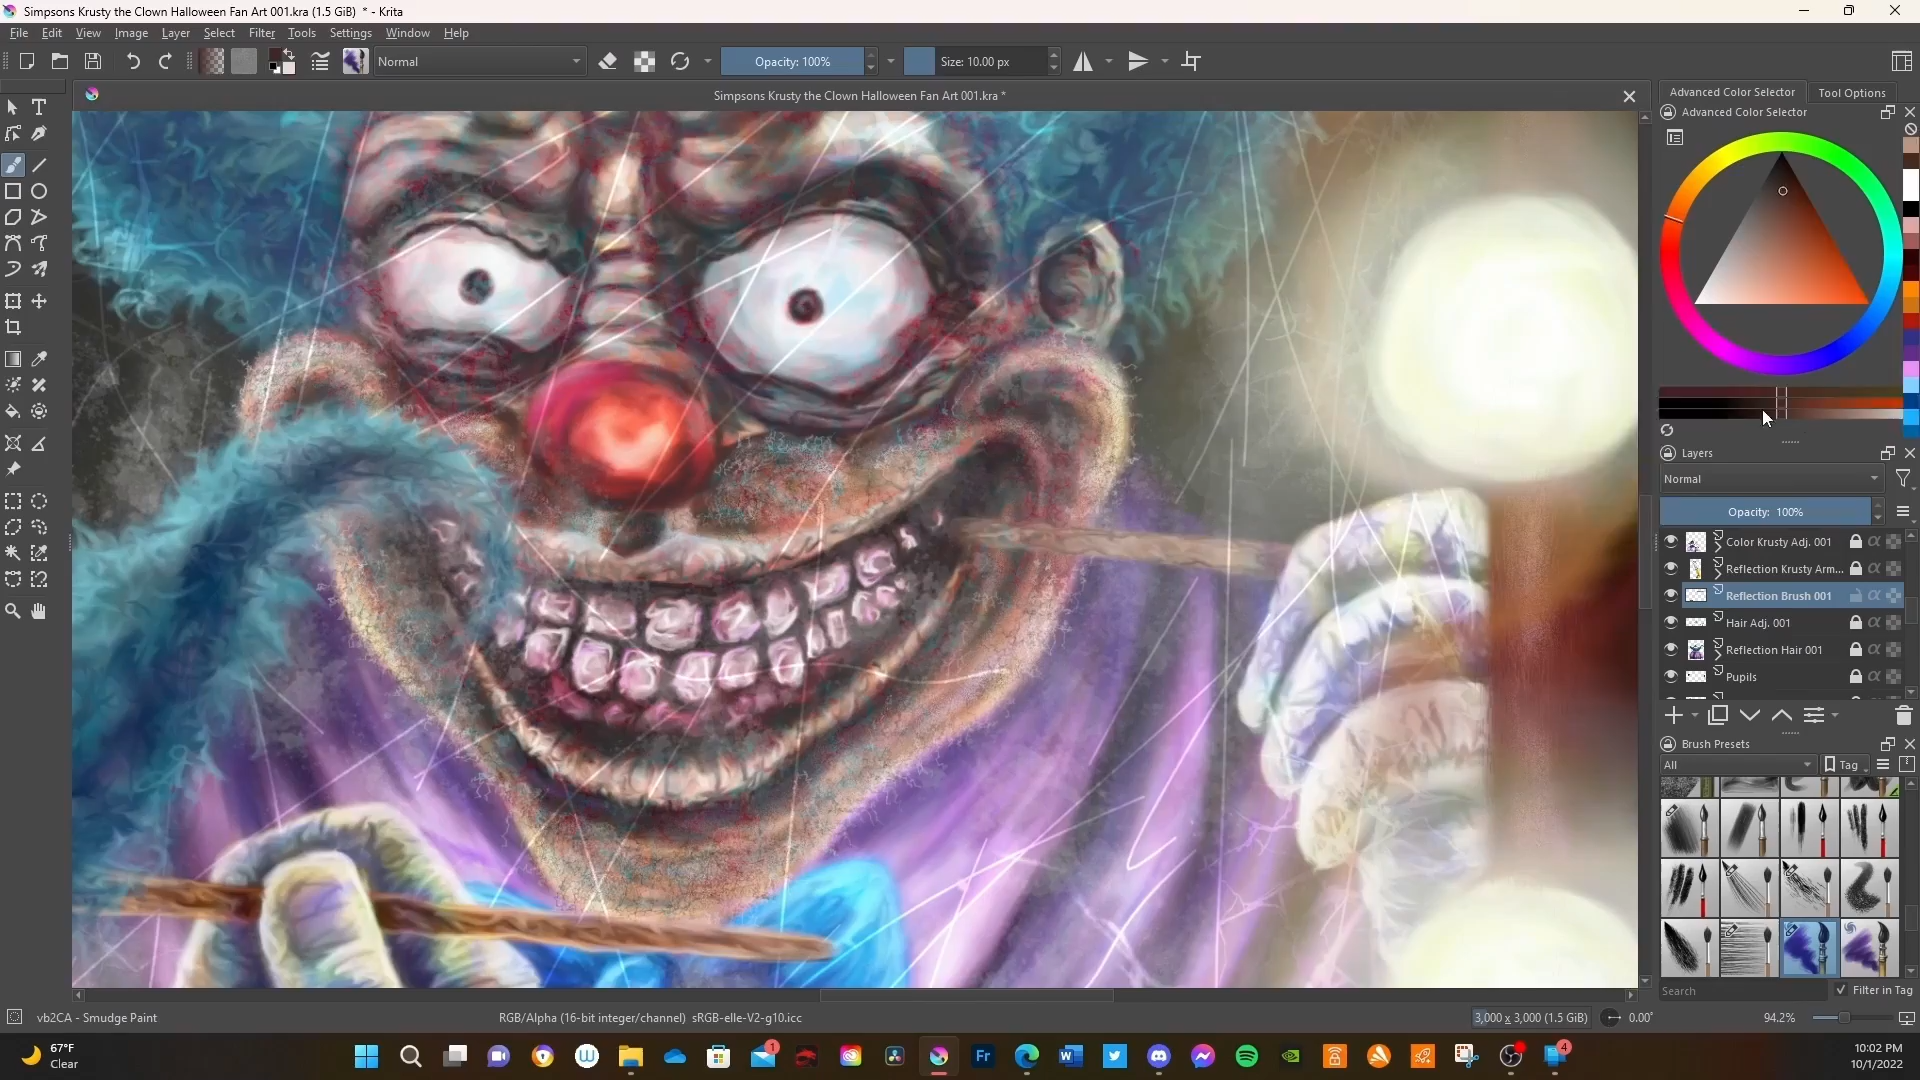 Simpsons Krusty the Clown Halloween Fan Art 001.kra (1.5 GiB)  * - Krita
File Edit View Image Layer Select Filter Tools Settings Window Help
Normal Opacity: 100% Size: 10.00 px
Simpsons Krusty the Clown Halloween Fan Art 001.kra *
Advanced Color Selector Tool Options
Advanced Color Selector
Layers
Normal
Opacity:  100%
Color Krusty Adj. 001
Reflection Krusty Arm...
Reflection Brush 001
Hair Adj. 001
Reflection Hair 001
Pupils
Brush Presets
All Tag
Search Filter in Tag
vb2CA - Smudge Paint RGB/Alpha (16-bit integer/channel)  sRGB-elle-V2-g10.icc 3,000 x 3,000 (1.5 GiB) 0.00° 94.2%
67°F
Clear
1
Fr
4
10:02 PM
10/1/2022